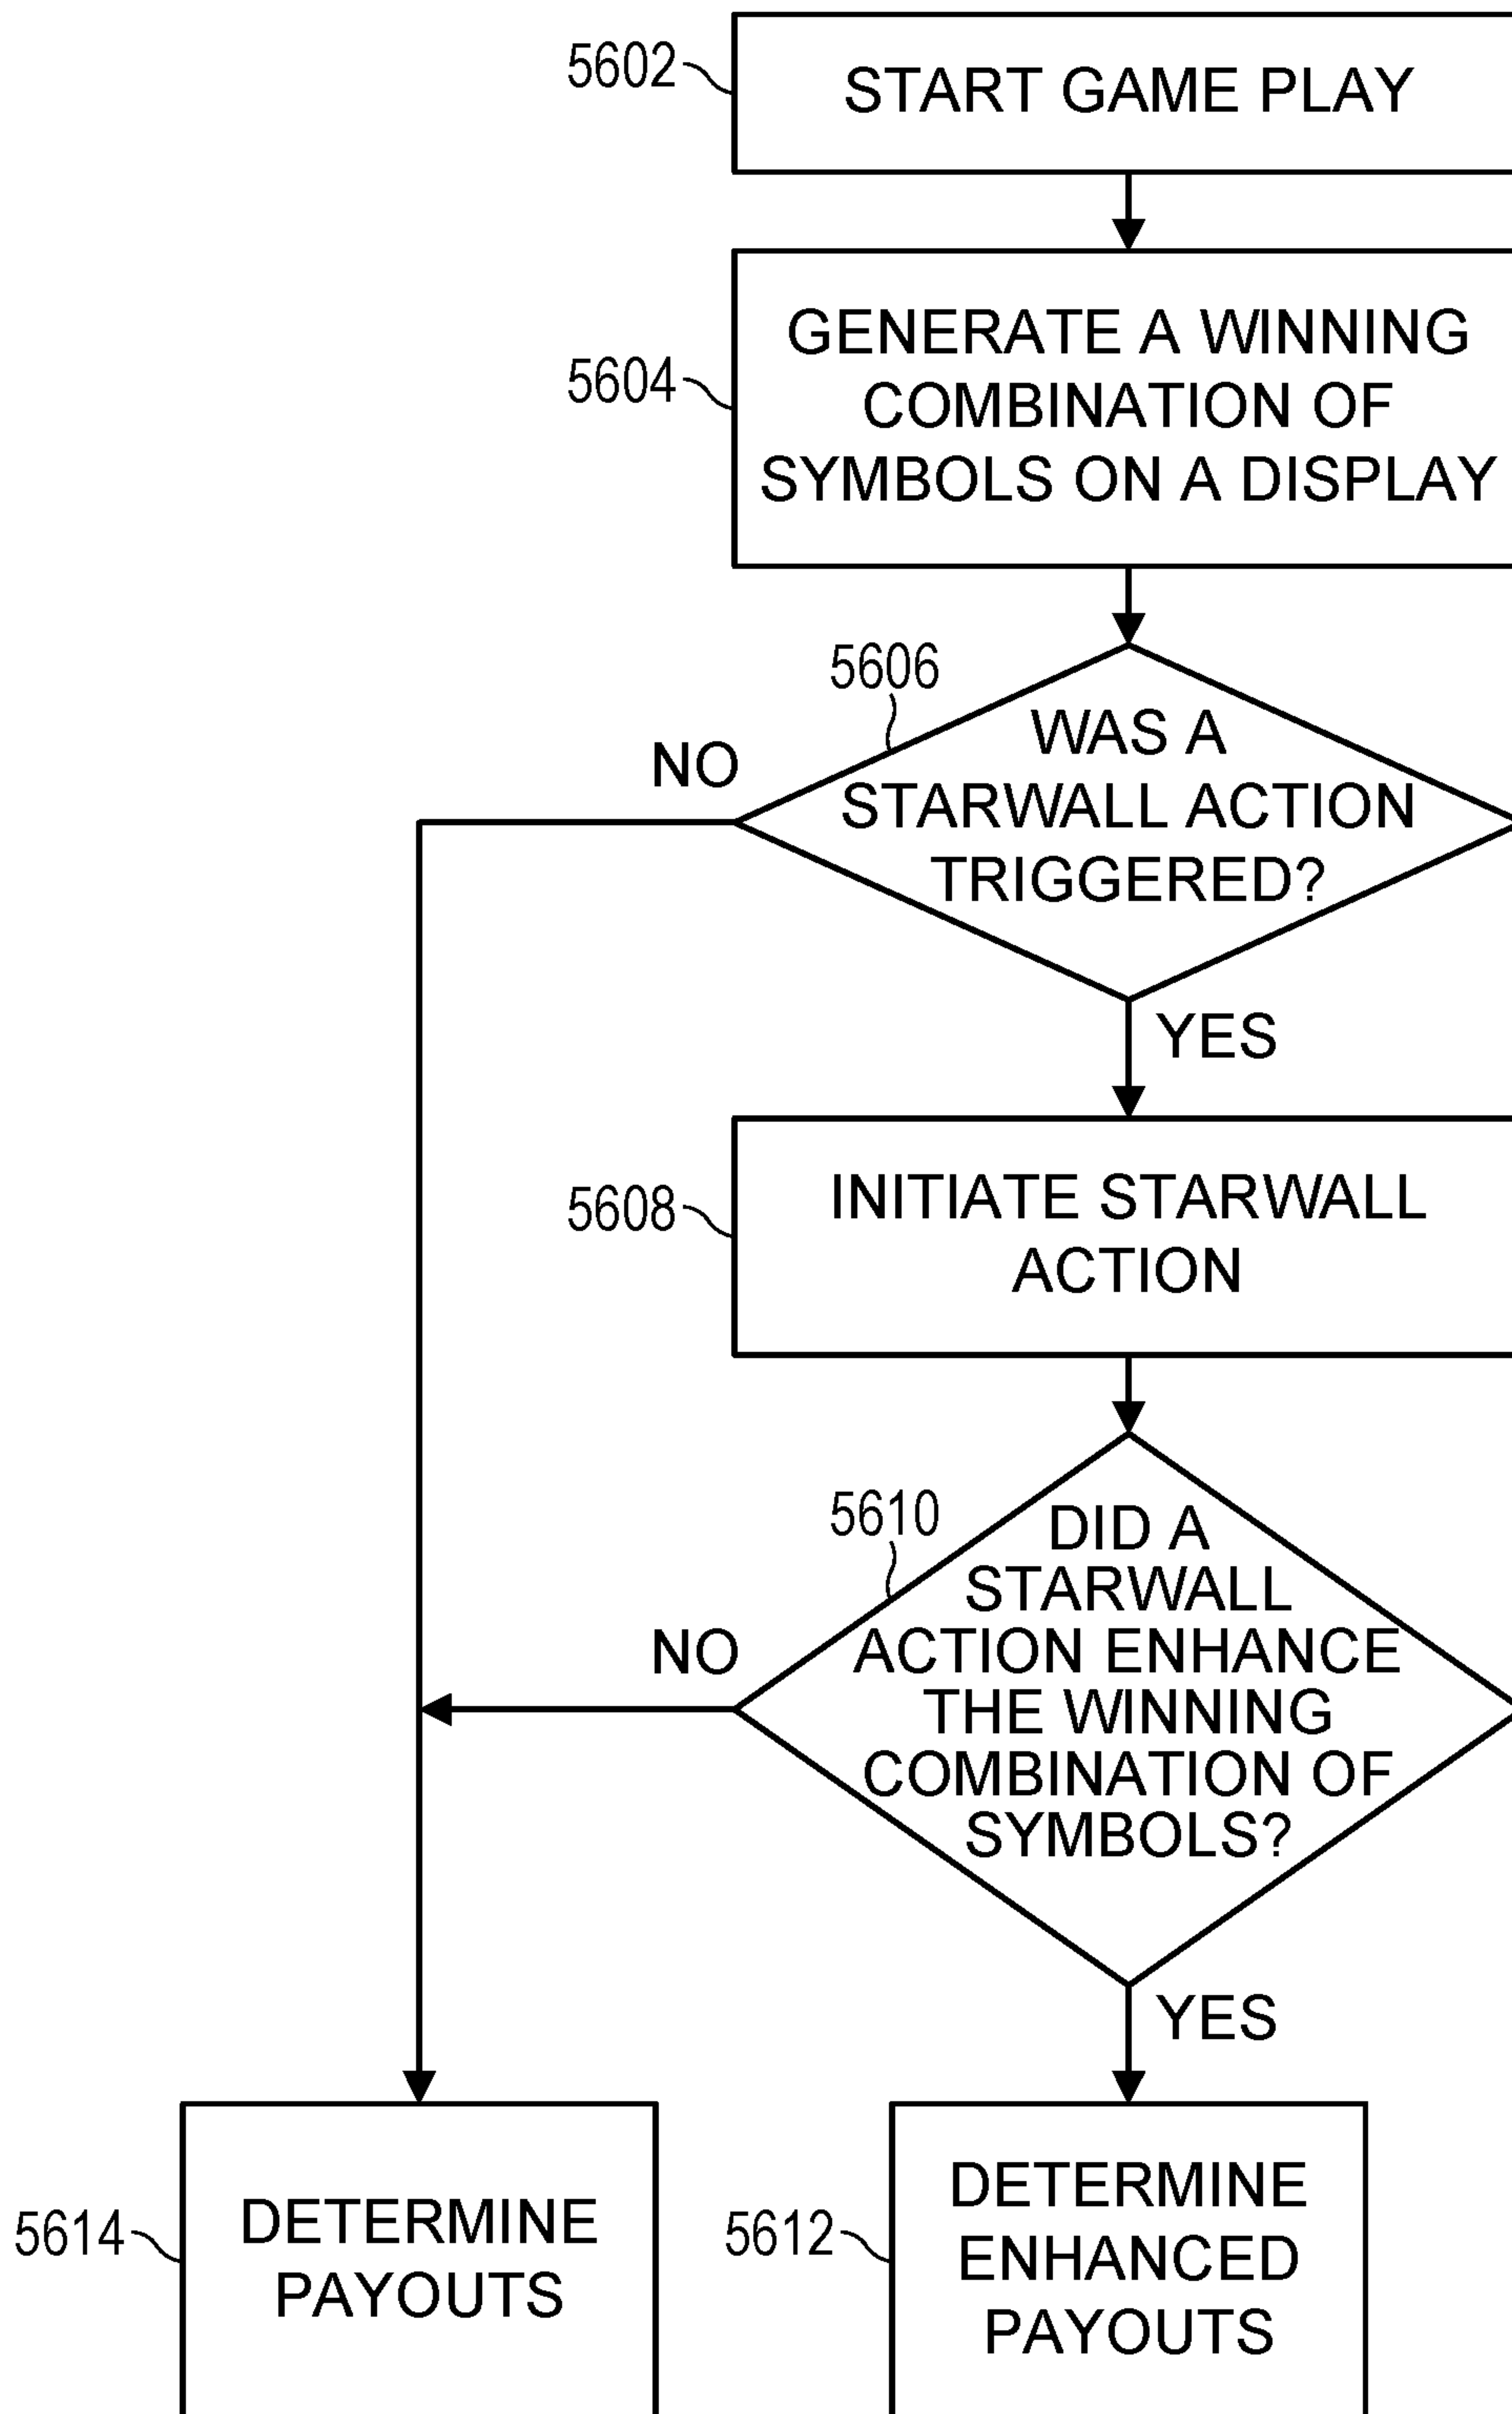 5602
START GAME PLAY
5604
GENERATE A WINNING
COMBINATION OF
SYMBOLS ON A DISPLAY
5606
WAS A
STARWALL ACTION
TRIGGERED?
NO
YES
5608
INITIATE STARWALL
ACTION
5610
DID A
STARWALL
ACTION ENHANCE
THE WINNING
COMBINATION OF
SYMBOLS?
NO
YES
5614
DETERMINE
PAYOUTS
5612
DETERMINE
ENHANCED
PAYOUTS